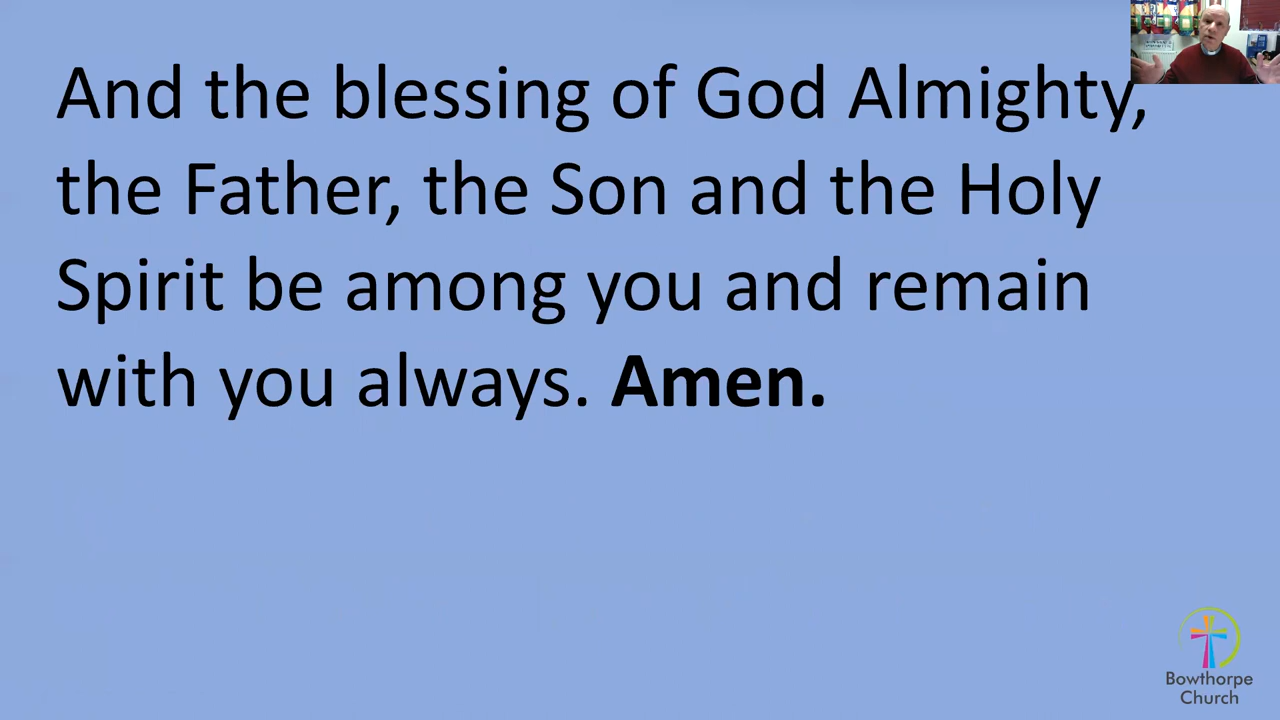 And the blessing of God Almighty,
the Father, the Son and the Holy
Spirit be among you and remain
with you always. Amen.
Bowthorpe
Church